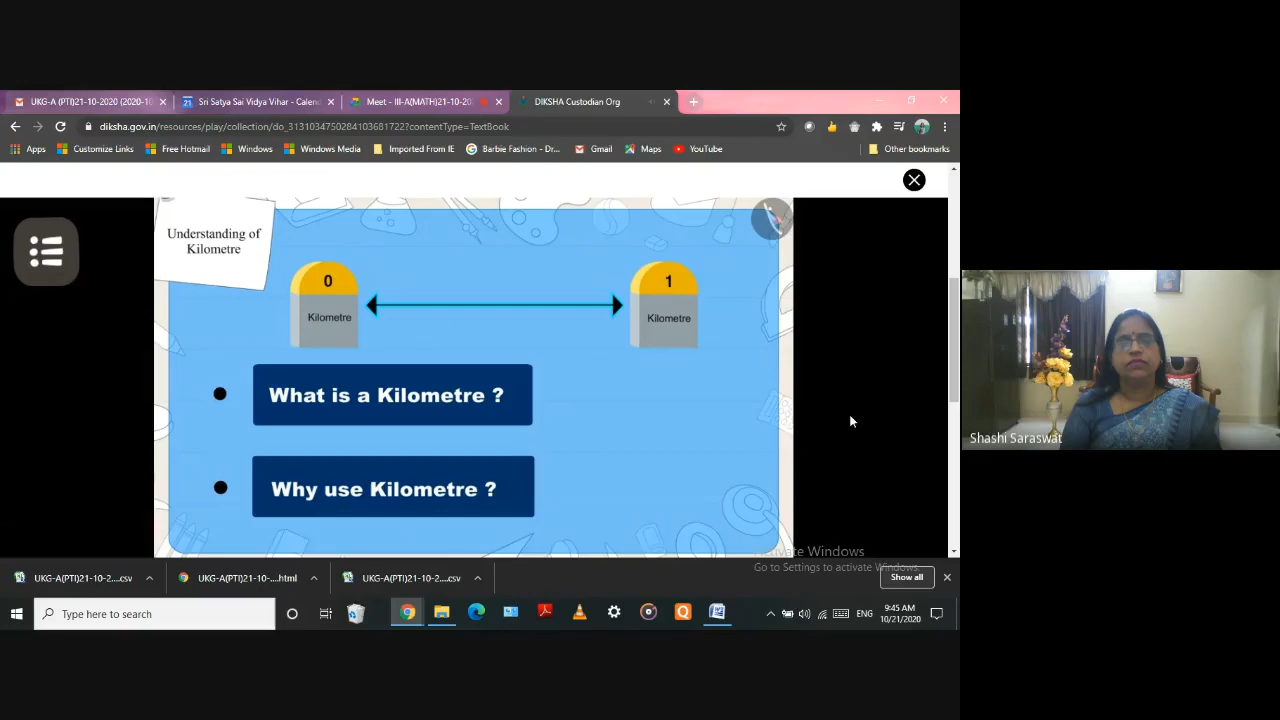 UKG-A (PTI)21-10-2020 (2020-10
Sri Satya Sai Vidya Vihar - Calend
Meet - III-A(MATH)21-10-20
DIKSHA Custodian Org
diksha.gov.in/resources/play/collection/do_31310347502841036817​22?contentType=TextBook
Apps
Customize Links
Free Hotmail
Windows
Windows Media
Imported From IE
Barbie Fashion - Dr...
Gmail
Maps
YouTube
Other bookmarks
Understanding of
Kilometre
0
Kilometre
1
Kilometre
What is a Kilometre ?
Why use Kilometre ?
Shashi Saraswat
Activate Windows
Go to Settings to activate Windows.
UKG-A(PTI)21-10-2....csv
UKG-A(PTI)21-10-....html
UKG-A(PTI)21-10-2....csv
Show all
Type here to search
ENG
9:45 AM
10/21/2020